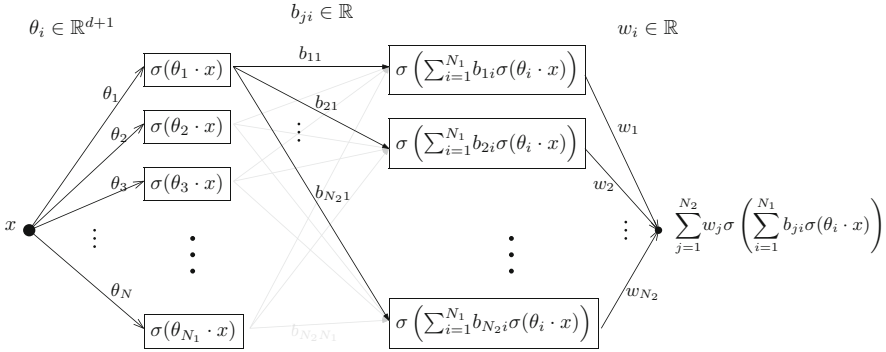 θ_i ∈ ℝ^{d+1}
b_{ji} ∈ ℝ
w_i ∈ ℝ
θ_1
σ(θ_1 · x)
b_{11}
σ(∑_{i=1}^{N_1} b_{1i}σ(θ_i · x))
θ_2
σ(θ_2 · x)
b_{21}
⋮
σ(∑_{i=1}^{N_1} b_{2i}σ(θ_i · x))
w_1
θ_3
σ(θ_3 · x)
b_{N_2 1}
w_2
x
⋮
⋮
⋮
⋮
∑_{j=1}^{N_2} w_jσ(∑_{i=1}^{N_1} b_{ji}σ(θ_i · x))
θ_N
w_{N_2}
σ(θ_{N_1} · x)
b_{N_2 N_1}
σ(∑_{i=1}^{N_1} b_{N_2 i}σ(θ_i · x))